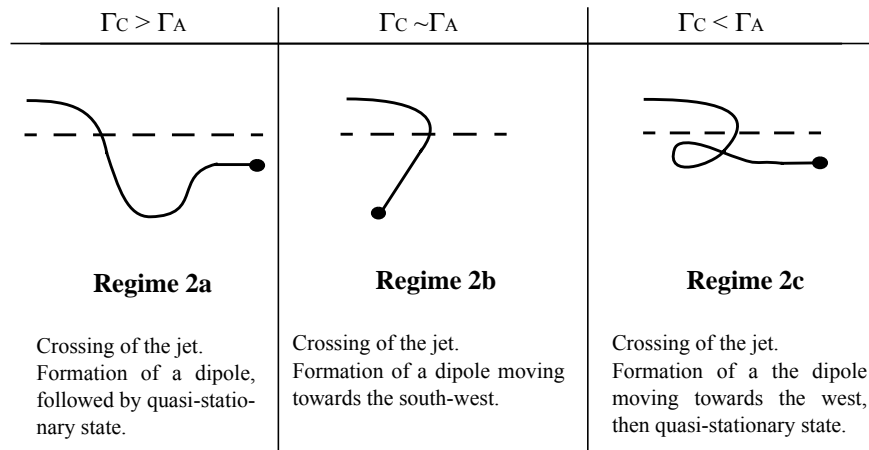 ΓC > ΓA
ΓC ~ΓA
ΓC < ΓA
Regime 2a
Regime 2b
Regime 2c
Crossing of the jet.
Formation of a dipole,
followed by quasi-statio-
nary state.
Crossing of the jet.
Formation of a dipole moving
towards the south-west.
Crossing of the jet.
Formation of a the dipole
moving towards the west,
then quasi-stationary state.